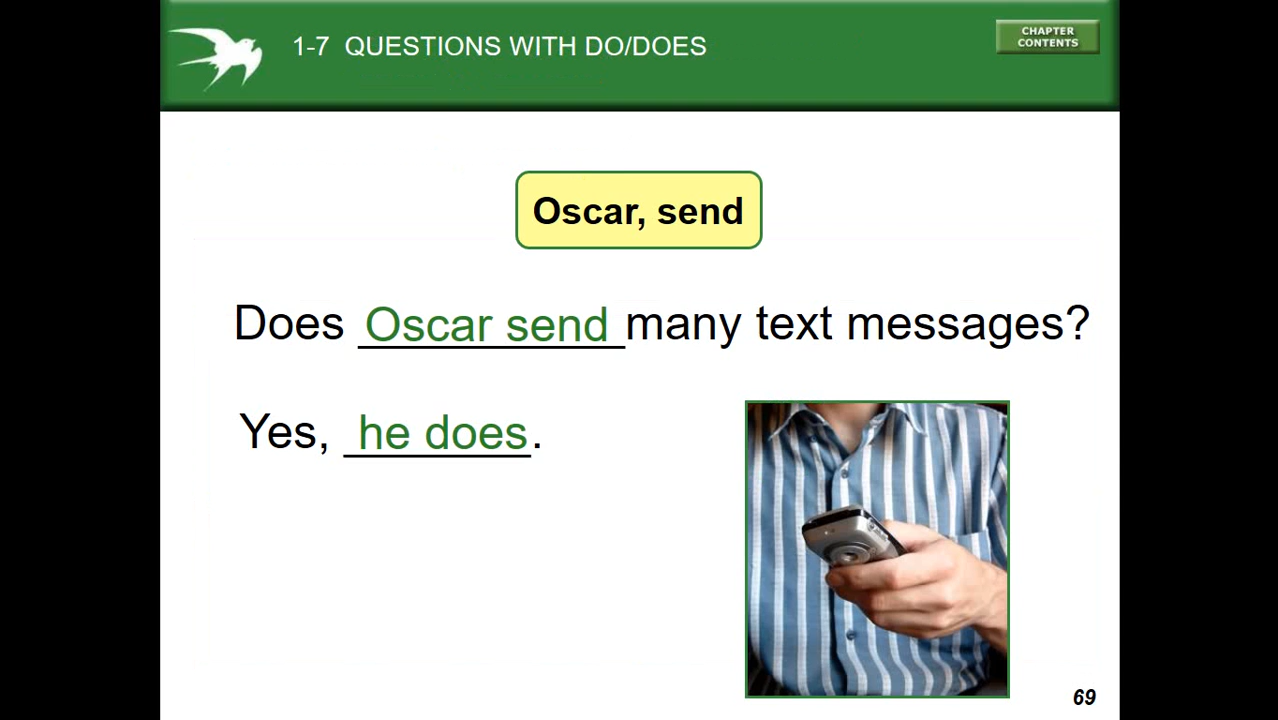 1-7 QUESTIONS WITH DO/DOES
CHAPTER
CONTENTS
Oscar, send
Does Oscar send many text messages?
Yes, he does.
69